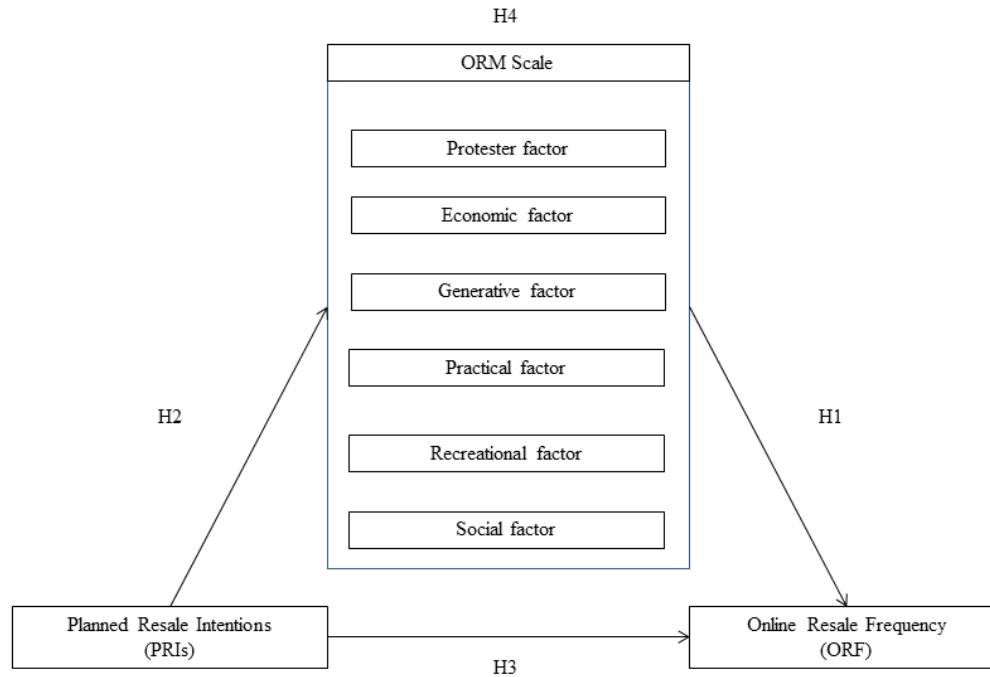 H4
ORM Scale
Protester factor
Economic factor
Generative factor
Practical factor
H2
H1
Recreational factor
Social factor
Planned Resale Intentions
(PRIs)
Online Resale Frequency
(ORF)
H3